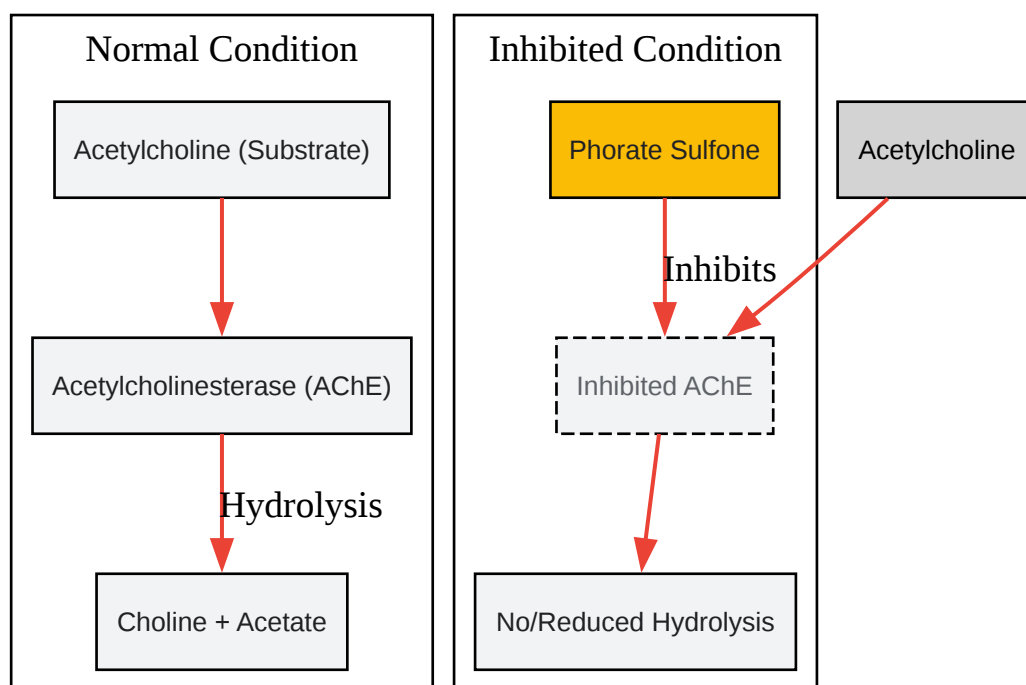 Normal Condition
Acetylcholine (Substrate)
Acetylcholinesterase (AChE)
Hydrolysis
Choline + Acetate
Inhibited Condition
Phorate Sulfone
Acetylcholine
Inhibits
Inhibited AChE
No/Reduced Hydrolysis